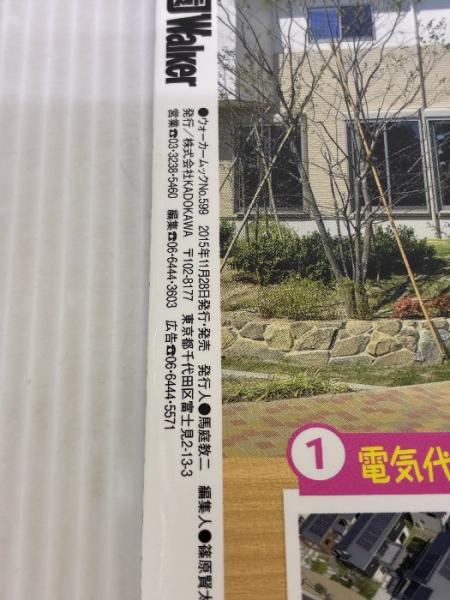 Walker
●ウォーカームックNo.599 2015年11月28日発行・発売 発行人●馬庭教二 編集人●篠原賢太
発行／株式会社KADOKAWA 〒102-8177 東京都千代田区富士見2-13-3
営業☎03・3238・5460 編集☎06・6444・3603 広告☎06・6444・5571
1 電気代